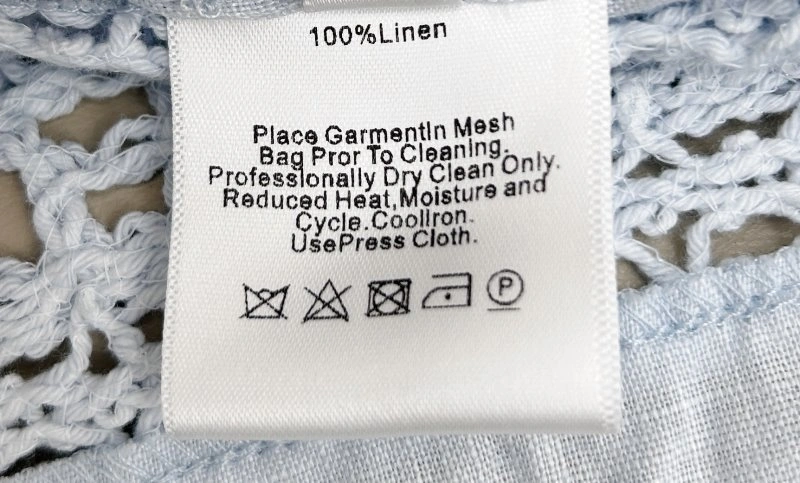 100%Linen
Place GarmentIn Mesh
Bag Pror To Cleaning.
Professionally Dry Clean Only.
Reduced Heat,Moisture and
Cycle.CoolIron.
UsePress Cloth.
P